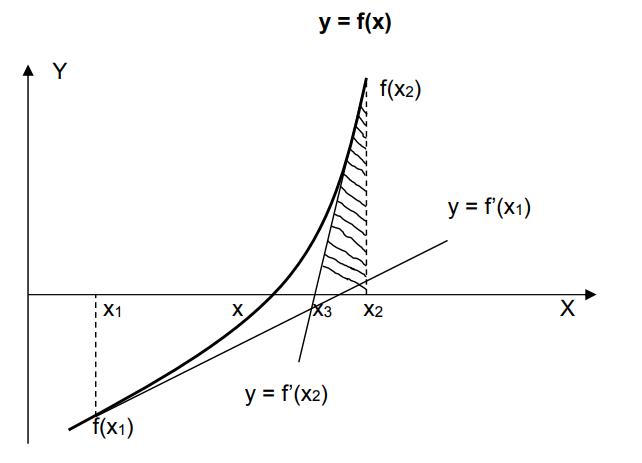 y = f(x)
Y
f(x₂)
y = f’(x₁)
x₁
x
x₃
x₂
X
y = f’(x₂)
f(x₁)